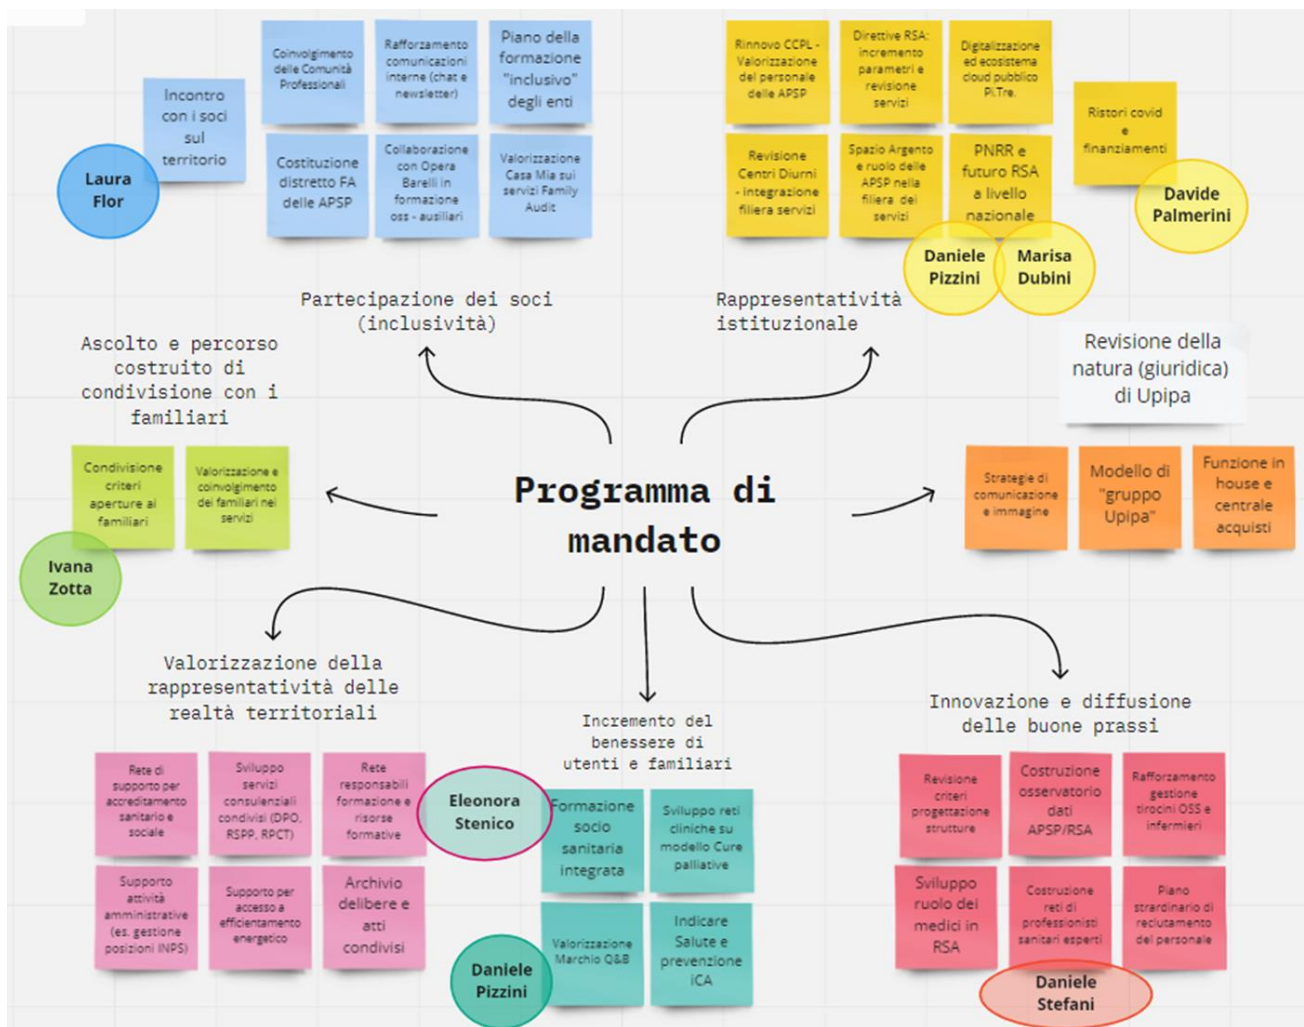 Coinvolgimento
delle Comunità
Professionali
Rafforzamento
comunicazioni
interne (chat e
newsletter)
Piano della
formazione
"inclusivo"
degli enti
Incontro
con i soci
sul
territorio
Costituzione
distretto FA
delle APSP
Collaborazione
con Opera
Barelli in
formazione
oss - ausiliari
Valorizzazione
Casa Mia sui
servizi Family
Audit
Laura
Flor
Partecipazione dei soci
(inclusività)
Rinnovo CCPL -
Valorizzazione
del personale
delle APSP
Direttive RSA:
incremento
parametri e
revisione
servizi
Digitalizzazione
ed ecosistema
cloud pubblico
Pi.Tre.
Ristori covid
e
finanziamenti
Revisione
Centri Diurni
- integrazione
filiera servizi
Spazio Argento
e ruolo delle
APSP nella
filiera dei
servizi
PNRR e
futuro RSA
a livello
nazionale
Davide
Palmerini
Daniele
Pizzini
Marisa
Dubini
Rappresentatività
istituzionale
Ascolto e percorso
costruito di
condivisione con i
familiari
Condivisione
criteri
aperture ai
familiari
Valorizzazione e
coinvolgimento
dei familiari nei
servizi
Ivana
Zotta
Programma di
mandato
Revisione della
natura (giuridica)
di Upipa
Strategie di
comunicazione
e immagine
Modello di
"gruppo
Upipa"
Funzione in
house e
centrale
acquisti
Valorizzazione della
rappresentatività delle
realtà territoriali
Rete di
supporto per
accreditamento
sanitario e
sociale
Sviluppo
servizi
consulenziali
condivisi (DPO,
RSPP, RPCT)
Rete
responsabili
formazione e
risorse
formative
Supporto
attività
amministrative
(es. gestione
posizioni INPS)
Supporto per
accesso a
efficientamento
energetico
Archivio
delibere e
atti
condivisi
Eleonora
Stenico
Incremento del
benessere di
utenti e familiari
Formazione
socio
sanitaria
integrata
Sviluppo reti
cliniche su
modello Cure
palliative
Valorizzazione
Marchio Q&B
Indicare
Salute e
prevenzione
ICA
Daniele
Pizzini
Innovazione e diffusione
delle buone prassi
Revisione
criteri
progettazione
strutture
Costruzione
osservatorio
dati
APSP/RSA
Rafforzamento
gestione
tirocini OSS e
infermieri
Sviluppo
ruolo dei
medici in
RSA
Costruzione
reti di
professionisti
sanitari esperti
Piano
strardinario di
reclutamento
del personale
Daniele
Stefani